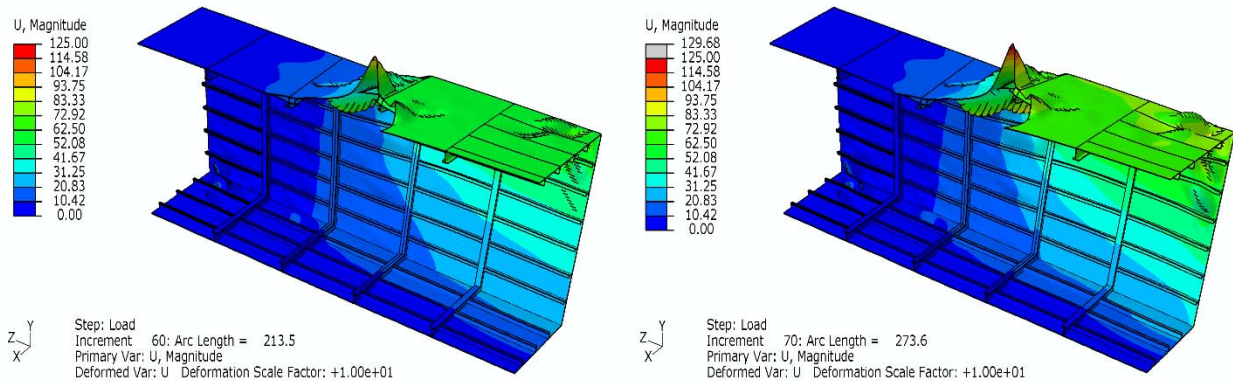 U, Magnitude
125.00
114.58
104.17
93.75
83.33
72.92
62.50
52.08
41.67
31.25
20.83
10.42
0.00
Z Y X
Step: Load
Increment 60: Arc Length = 213.5
Primary Var: U, Magnitude
Deformed Var: U Deformation Scale Factor: +1.00e+01
U, Magnitude
129.68
125.00
114.58
104.17
93.75
83.33
72.92
62.50
52.08
41.67
31.25
20.83
10.42
0.00
Z Y X
Step: Load
Increment 70: Arc Length = 273.6
Primary Var: U, Magnitude
Deformed Var: U Deformation Scale Factor: +1.00e+01